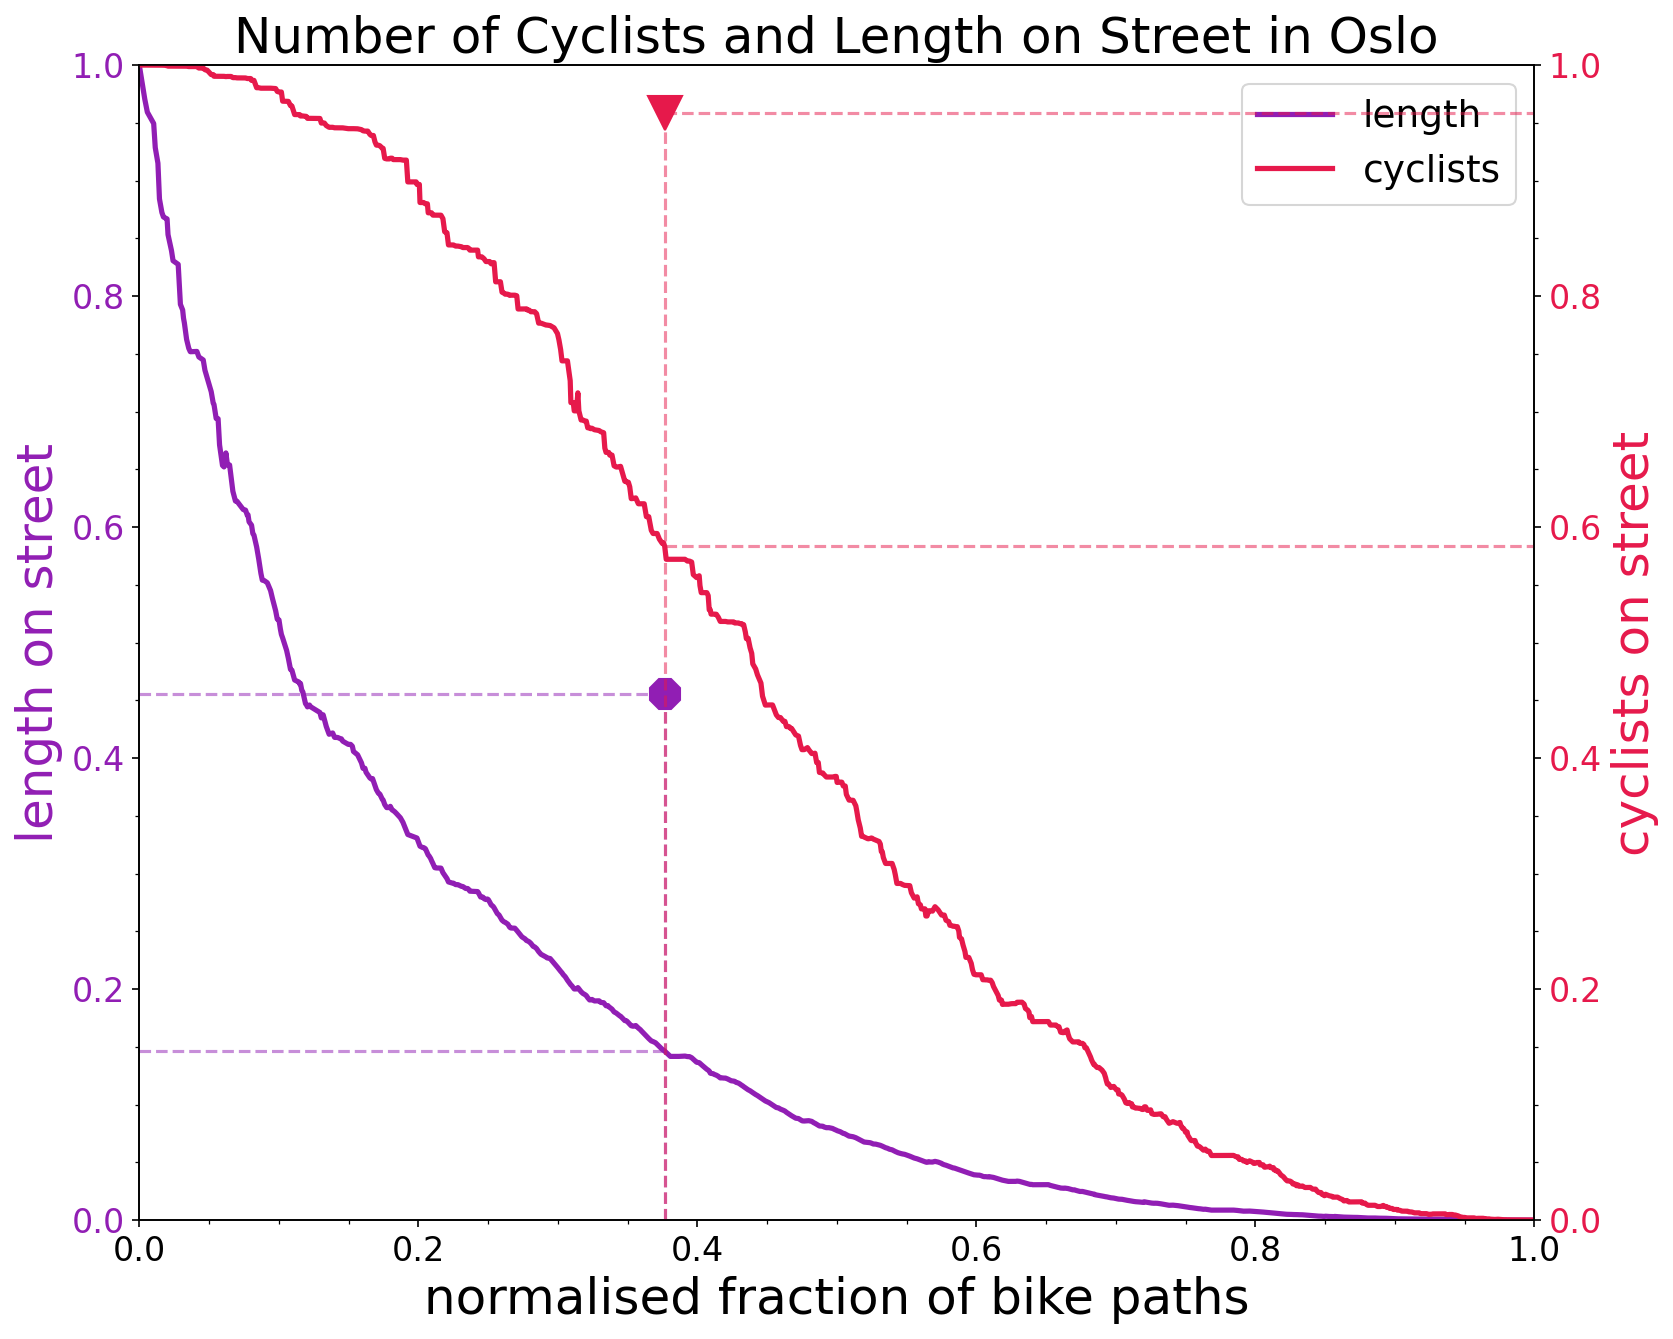 Number of Cyclists and Length on Street in Oslo
length
cyclists
length on street
1.0
0.8
0.6
0.4
0.2
0.0
1.0
0.8
0.6
0.4
0.2
0.0
cyclists on street
0.0 0.2 0.4 0.6 0.8 1.0
normalised fraction of bike paths